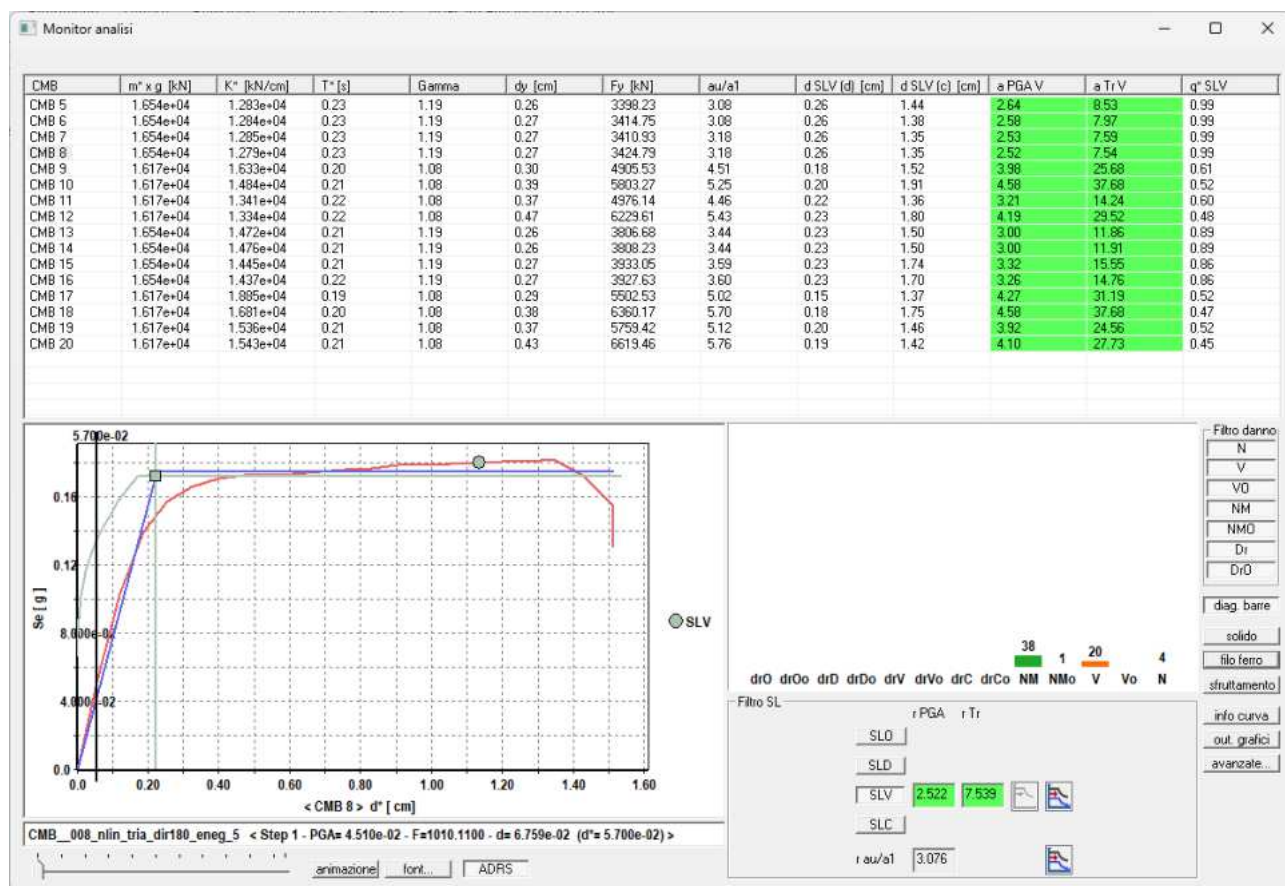 Monitor analisi
CMB m* x g [kN] K* [kN/cm] T* [s] Gamma dy [cm] Fy [kN] au/a1 d SLV (d) [cm] d SLV (c) [cm] a PGA V a Tr V q* SLV
CMB 5 1.654e+04 1.283e+04 0.23 1.19 0.26 3398.23 3.08 0.26 1.44 2.64 8.53 0.99
CMB 6 1.654e+04 1.284e+04 0.23 1.19 0.27 3414.75 3.08 0.26 1.38 2.58 7.97 0.99
CMB 7 1.654e+04 1.285e+04 0.23 1.19 0.27 3410.93 3.18 0.26 1.35 2.53 7.59 0.99
CMB 8 1.654e+04 1.279e+04 0.23 1.19 0.27 3424.79 3.18 0.26 1.35 2.52 7.54 0.99
CMB 9 1.617e+04 1.633e+04 0.20 1.08 0.30 4905.53 4.51 0.18 1.52 3.98 25.68 0.61
CMB 10 1.617e+04 1.484e+04 0.21 1.08 0.39 5803.27 5.25 0.20 1.91 4.58 37.68 0.52
CMB 11 1.617e+04 1.341e+04 0.22 1.08 0.37 4976.14 4.46 0.22 1.36 3.21 14.24 0.60
CMB 12 1.617e+04 1.334e+04 0.22 1.08 0.47 6229.61 5.43 0.23 1.80 4.19 29.52 0.48
CMB 13 1.654e+04 1.472e+04 0.21 1.19 0.26 3806.68 3.44 0.23 1.50 3.00 11.86 0.89
CMB 14 1.654e+04 1.476e+04 0.21 1.19 0.26 3808.23 3.44 0.23 1.50 3.00 11.91 0.89
CMB 15 1.654e+04 1.445e+04 0.21 1.19 0.27 3933.05 3.59 0.23 1.74 3.32 15.55 0.86
CMB 16 1.654e+04 1.437e+04 0.22 1.19 0.27 3927.63 3.60 0.23 1.70 3.26 14.76 0.86
CMB 17 1.617e+04 1.885e+04 0.19 1.08 0.29 5502.53 5.02 0.15 1.37 4.27 31.19 0.52
CMB 18 1.617e+04 1.681e+04 0.20 1.08 0.38 6360.17 5.70 0.18 1.75 4.58 37.68 0.47
CMB 19 1.617e+04 1.536e+04 0.21 1.08 0.37 5759.42 5.12 0.20 1.46 3.92 24.56 0.52
CMB 20 1.617e+04 1.543e+04 0.21 1.08 0.43 6619.46 5.76 0.19 1.42 4.10 27.73 0.45
5.700e-02
0.16
0.12
8.000e-02
4.000e-02
0.0
Se [ g ]
0.0 0.20 0.40 0.60 0.80 1.00 1.20 1.40 1.60
< CMB 8 > d* [ cm]
SLV
38 1 20 4
drO drOo drD drDo drV drVo drC drCo NM NMo V Vo N
Filtro danno
N
V
VO
NM
NMO
Dr
DrO
diag. barre
solido
filo ferro
sfruttamento
info curva
out. grafici
avanzate...
Filtro SL
r PGA r Tr
SLO
SLD
SLV 2.522 7.539
SLC
r au/a1 3.076
CMB__008_nlin_tria_dir180_eneg_5 < Step 1 - PGA= 4.510e-02 - F=1010.1100 - d= 6.759e-02 (d*= 5.700e-02) >
animazione font... ADRS